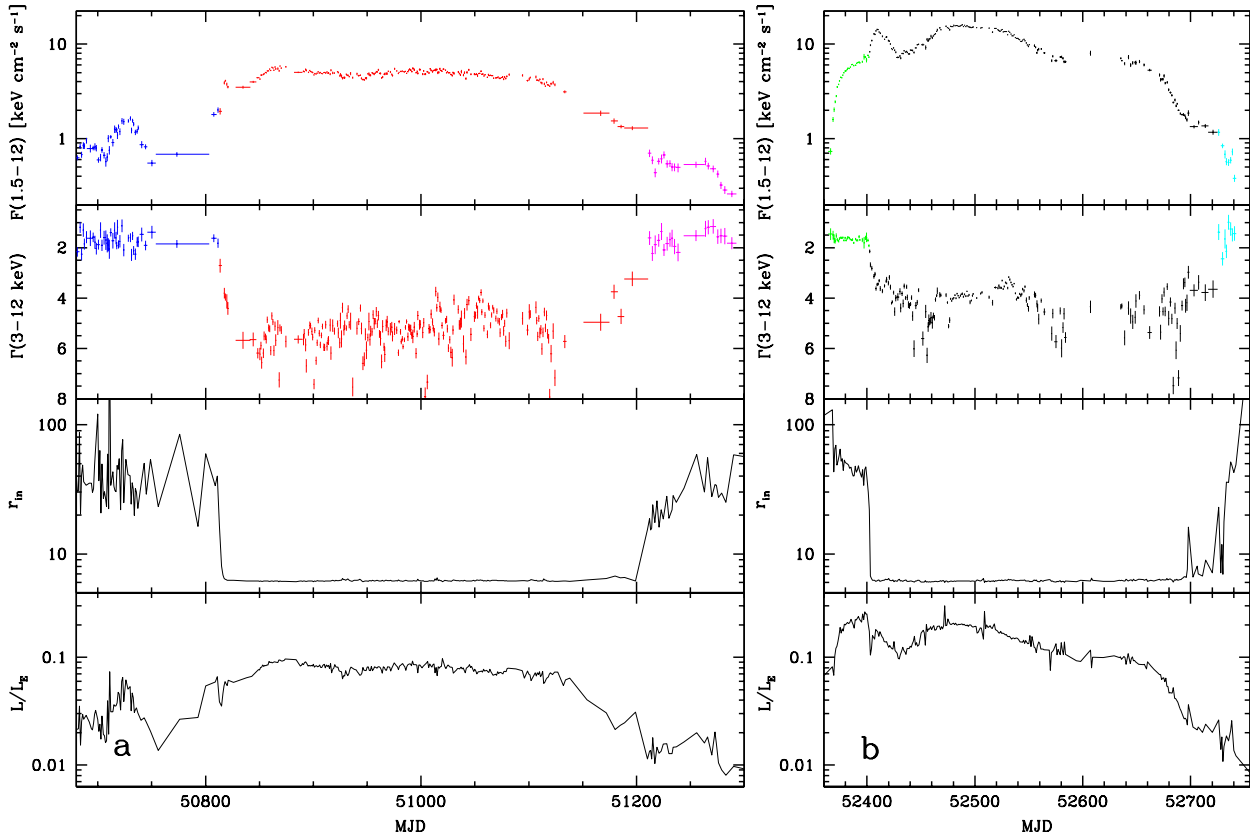 F(1.5−12) [keV cm⁻² s⁻¹]
10
1
Γ(3−12 keV)
2
4
6
8
r_in
100
10
L/L_E
0.1
0.01
a
50800
51000
51200
MJD
F(1.5−12) [keV cm⁻² s⁻¹]
10
1
Γ(3−12 keV)
2
4
6
8
r_in
100
10
L/L_E
0.1
0.01
b
52400
52500
52600
52700
MJD